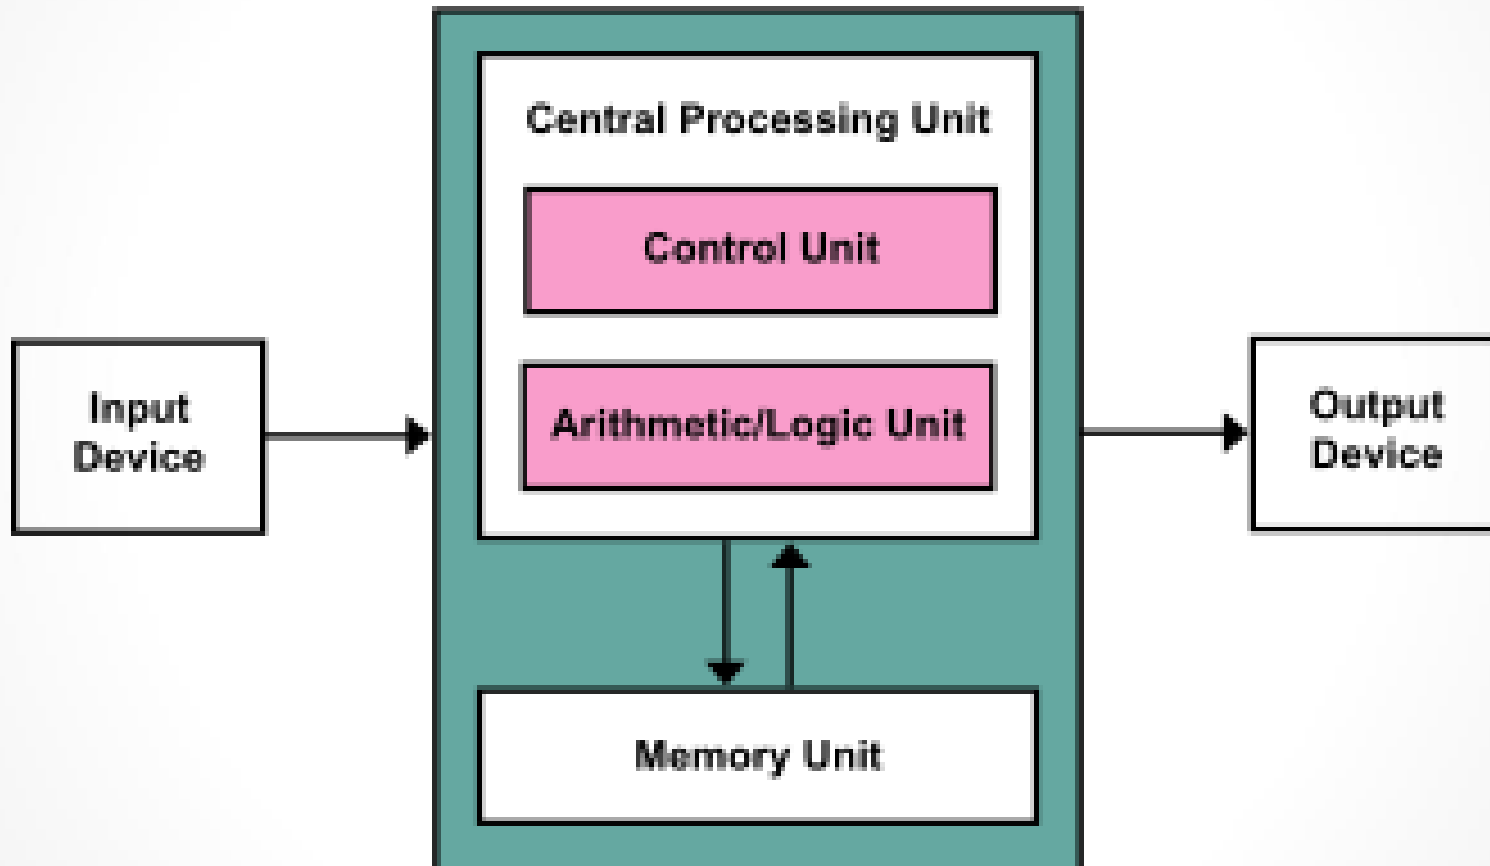 Central Processing Unit
Control Unit
Arithmetic/Logic Unit
Input
Device
Output
Device
Memory Unit